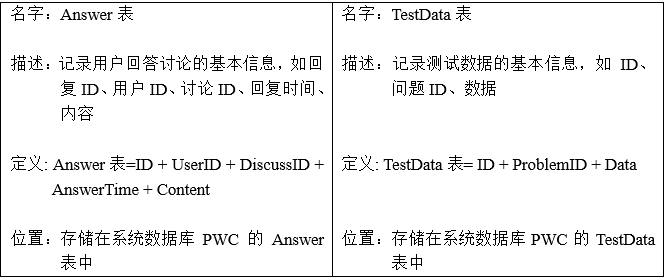 名字：Answer 表
描述：记录用户回答讨论的基本信息，如回
复 ID、用户 ID、讨论 ID、回复时间、
内容
定义: Answer 表=ID + UserID + DiscussID +
AnswerTime + Content
位置：存储在系统数据库 PWC 的 Answer
表中
名字：TestData 表
描述：记录测试数据的基本信息，如 ID、
问题 ID、数据
定义: TestData 表= ID + ProblemID + Data
位置：存储在系统数据库 PWC 的 TestData
表中